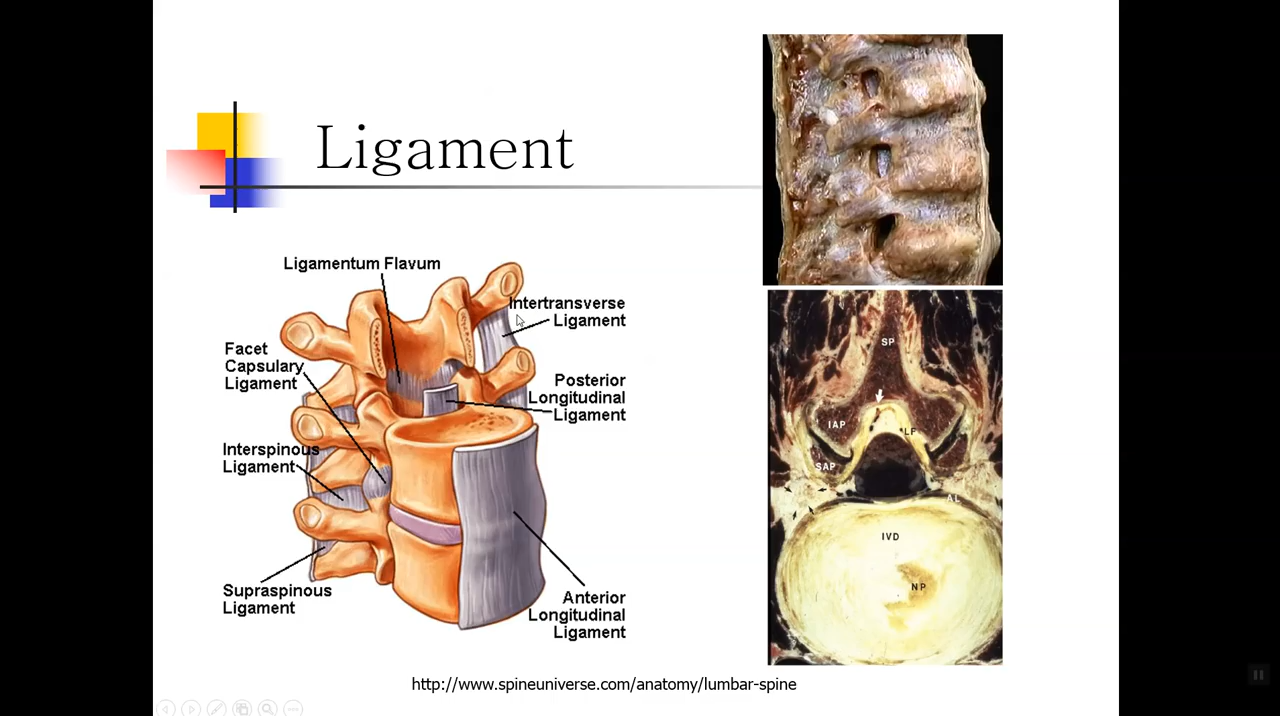 Ligament
Ligamentum Flavum
Intertransverse
Ligament
Facet
Capsulary
Ligament
Posterior
Longitudinal
Ligament
Interspinous
Ligament
Supraspinous
Ligament
Anterior
Longitudinal
Ligament
SP
IAP
LF
SAP
AL
IVD
NP
http://www.spineuniverse.com/anatomy/lumbar-spine